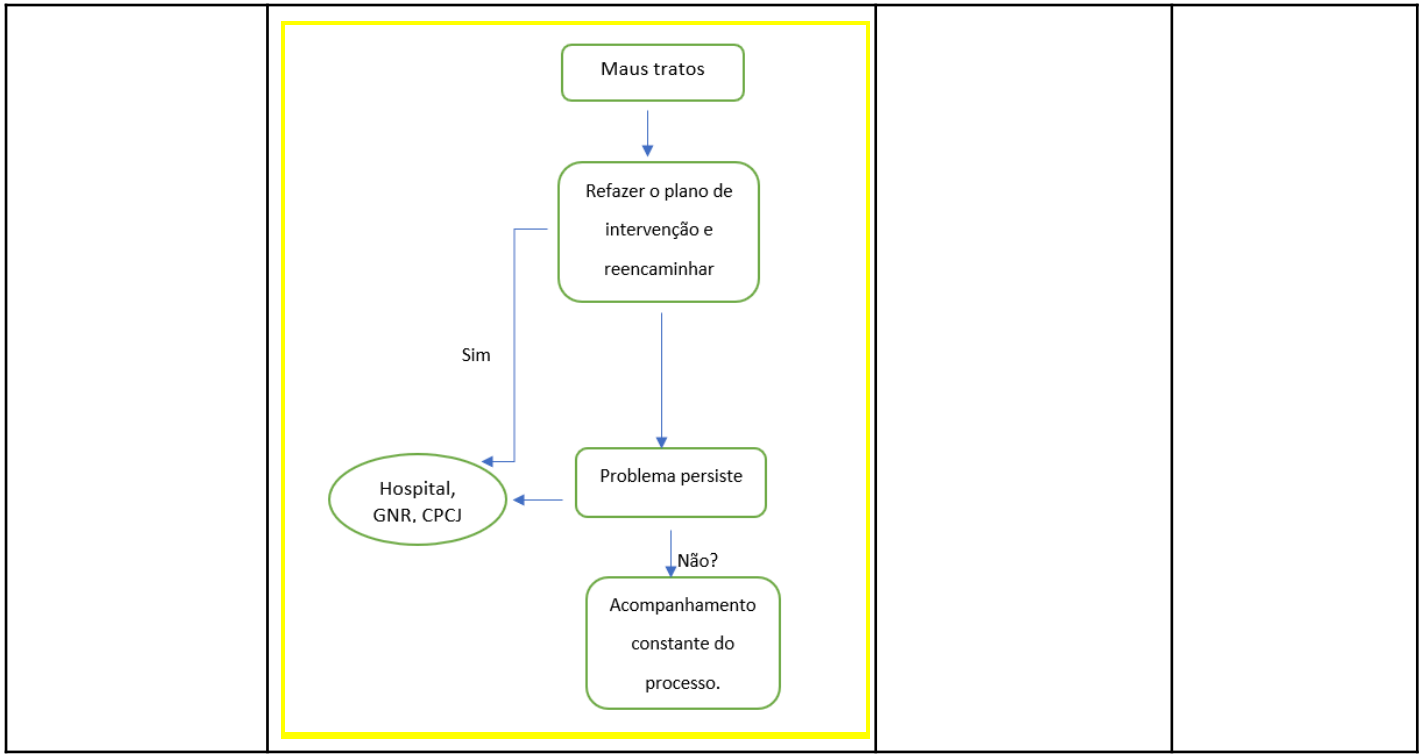 Maus tratos
Refazer o plano de
intervenção e
reencaminhar
Sim
Problema persiste
Hospital,
GNR, CPCJ
Não?
Acompanhamento
constante do
processo.